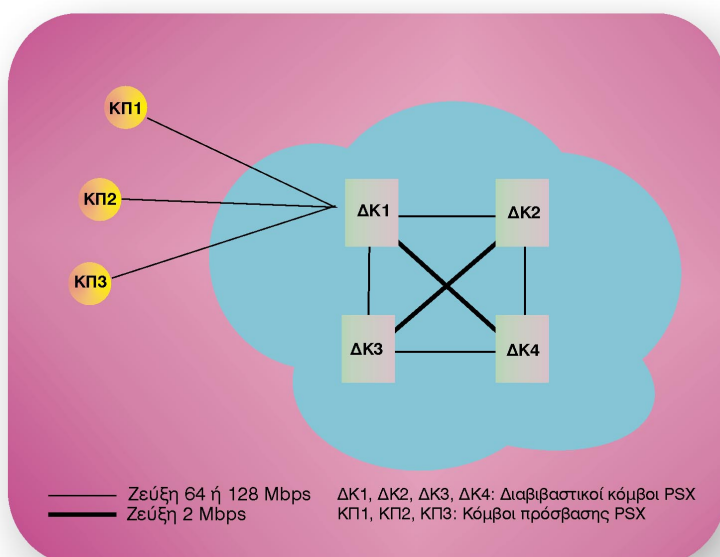 ΚΠ1
ΚΠ2
ΚΠ3
ΔΚ1
ΔΚ2
ΔΚ3
ΔΚ4
Ζεύξη 64 ή 128 Mbps
Ζεύξη 2 Mbps
ΔΚ1, ΔΚ2, ΔΚ3, ΔΚ4: Διαβιβαστικοί κόμβοι PSX
ΚΠ1, ΚΠ2, ΚΠ3: Κόμβοι πρόσβασης PSX